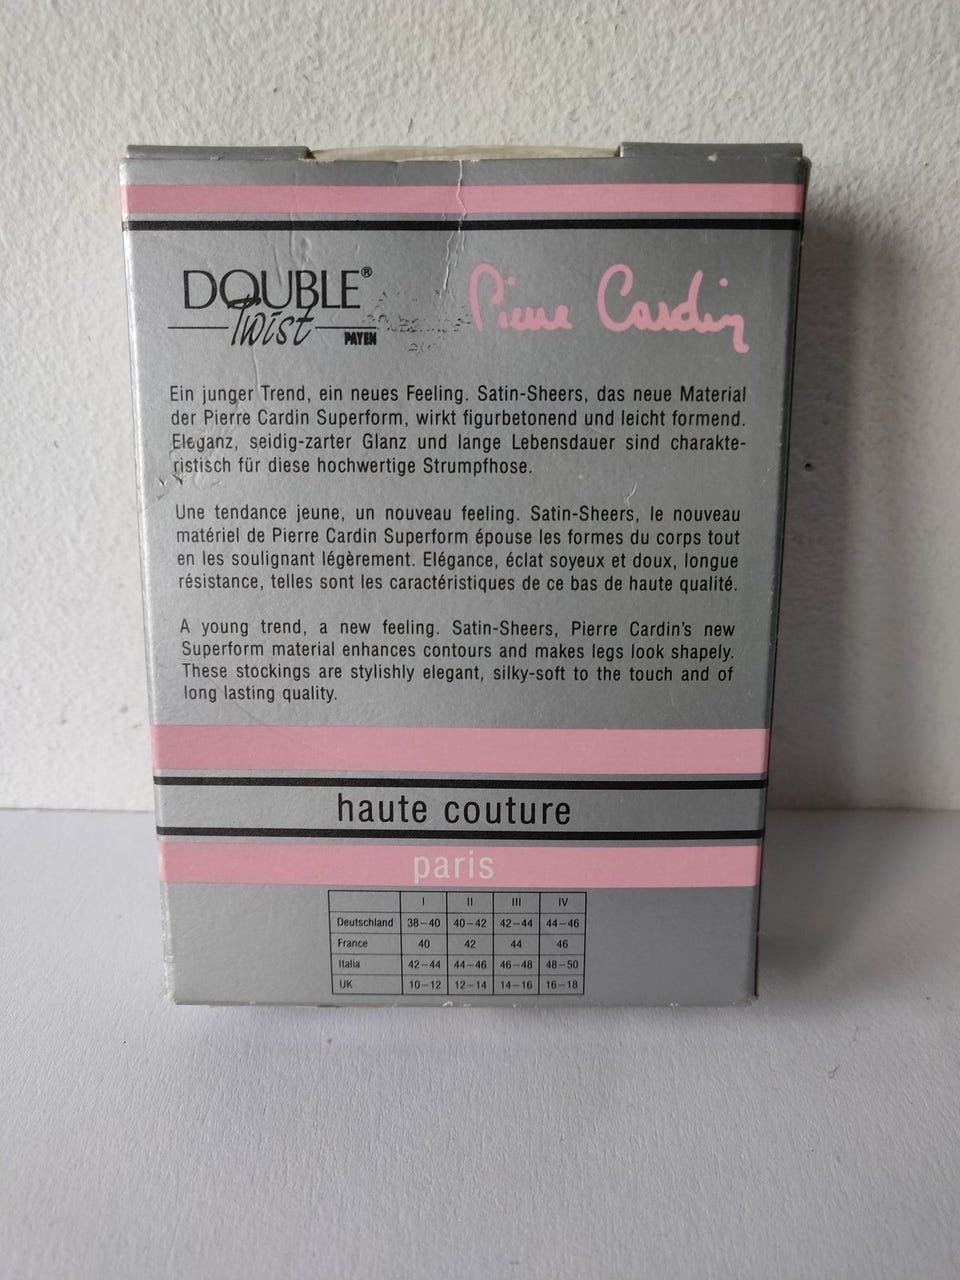 DOUBLE®
Twist
PAYEN
Pierre Cardin
Ein junger Trend, ein neues Feeling. Satin-Sheers, das neue Material
der Pierre Cardin Superform, wirkt figurbetonend und leicht formend.
Eleganz, seidig-zarter Glanz und lange Lebensdauer sind charakte-
ristisch für diese hochwertige Strumpfhose.
Une tendance jeune, un nouveau feeling. Satin-Sheers, le nouveau
matériel de Pierre Cardin Superform épouse les formes du corps tout
en les soulignant légèrement. Elégance, éclat soyeux et doux, longue
résistance, telles sont les caractéristiques de ce bas de haute qualité.
A young trend, a new feeling. Satin-Sheers, Pierre Cardin's new
Superform material enhances contours and makes legs look shapely.
These stockings are stylishly elegant, silky-soft to the touch and of
long lasting quality.
haute couture
paris
I II III IV
Deutschland 38–40 40–42 42–44 44–46
France 40 42 44 46
Italia 42–44 44–46 46–48 48–50
UK 10–12 12–14 14–16 16–18